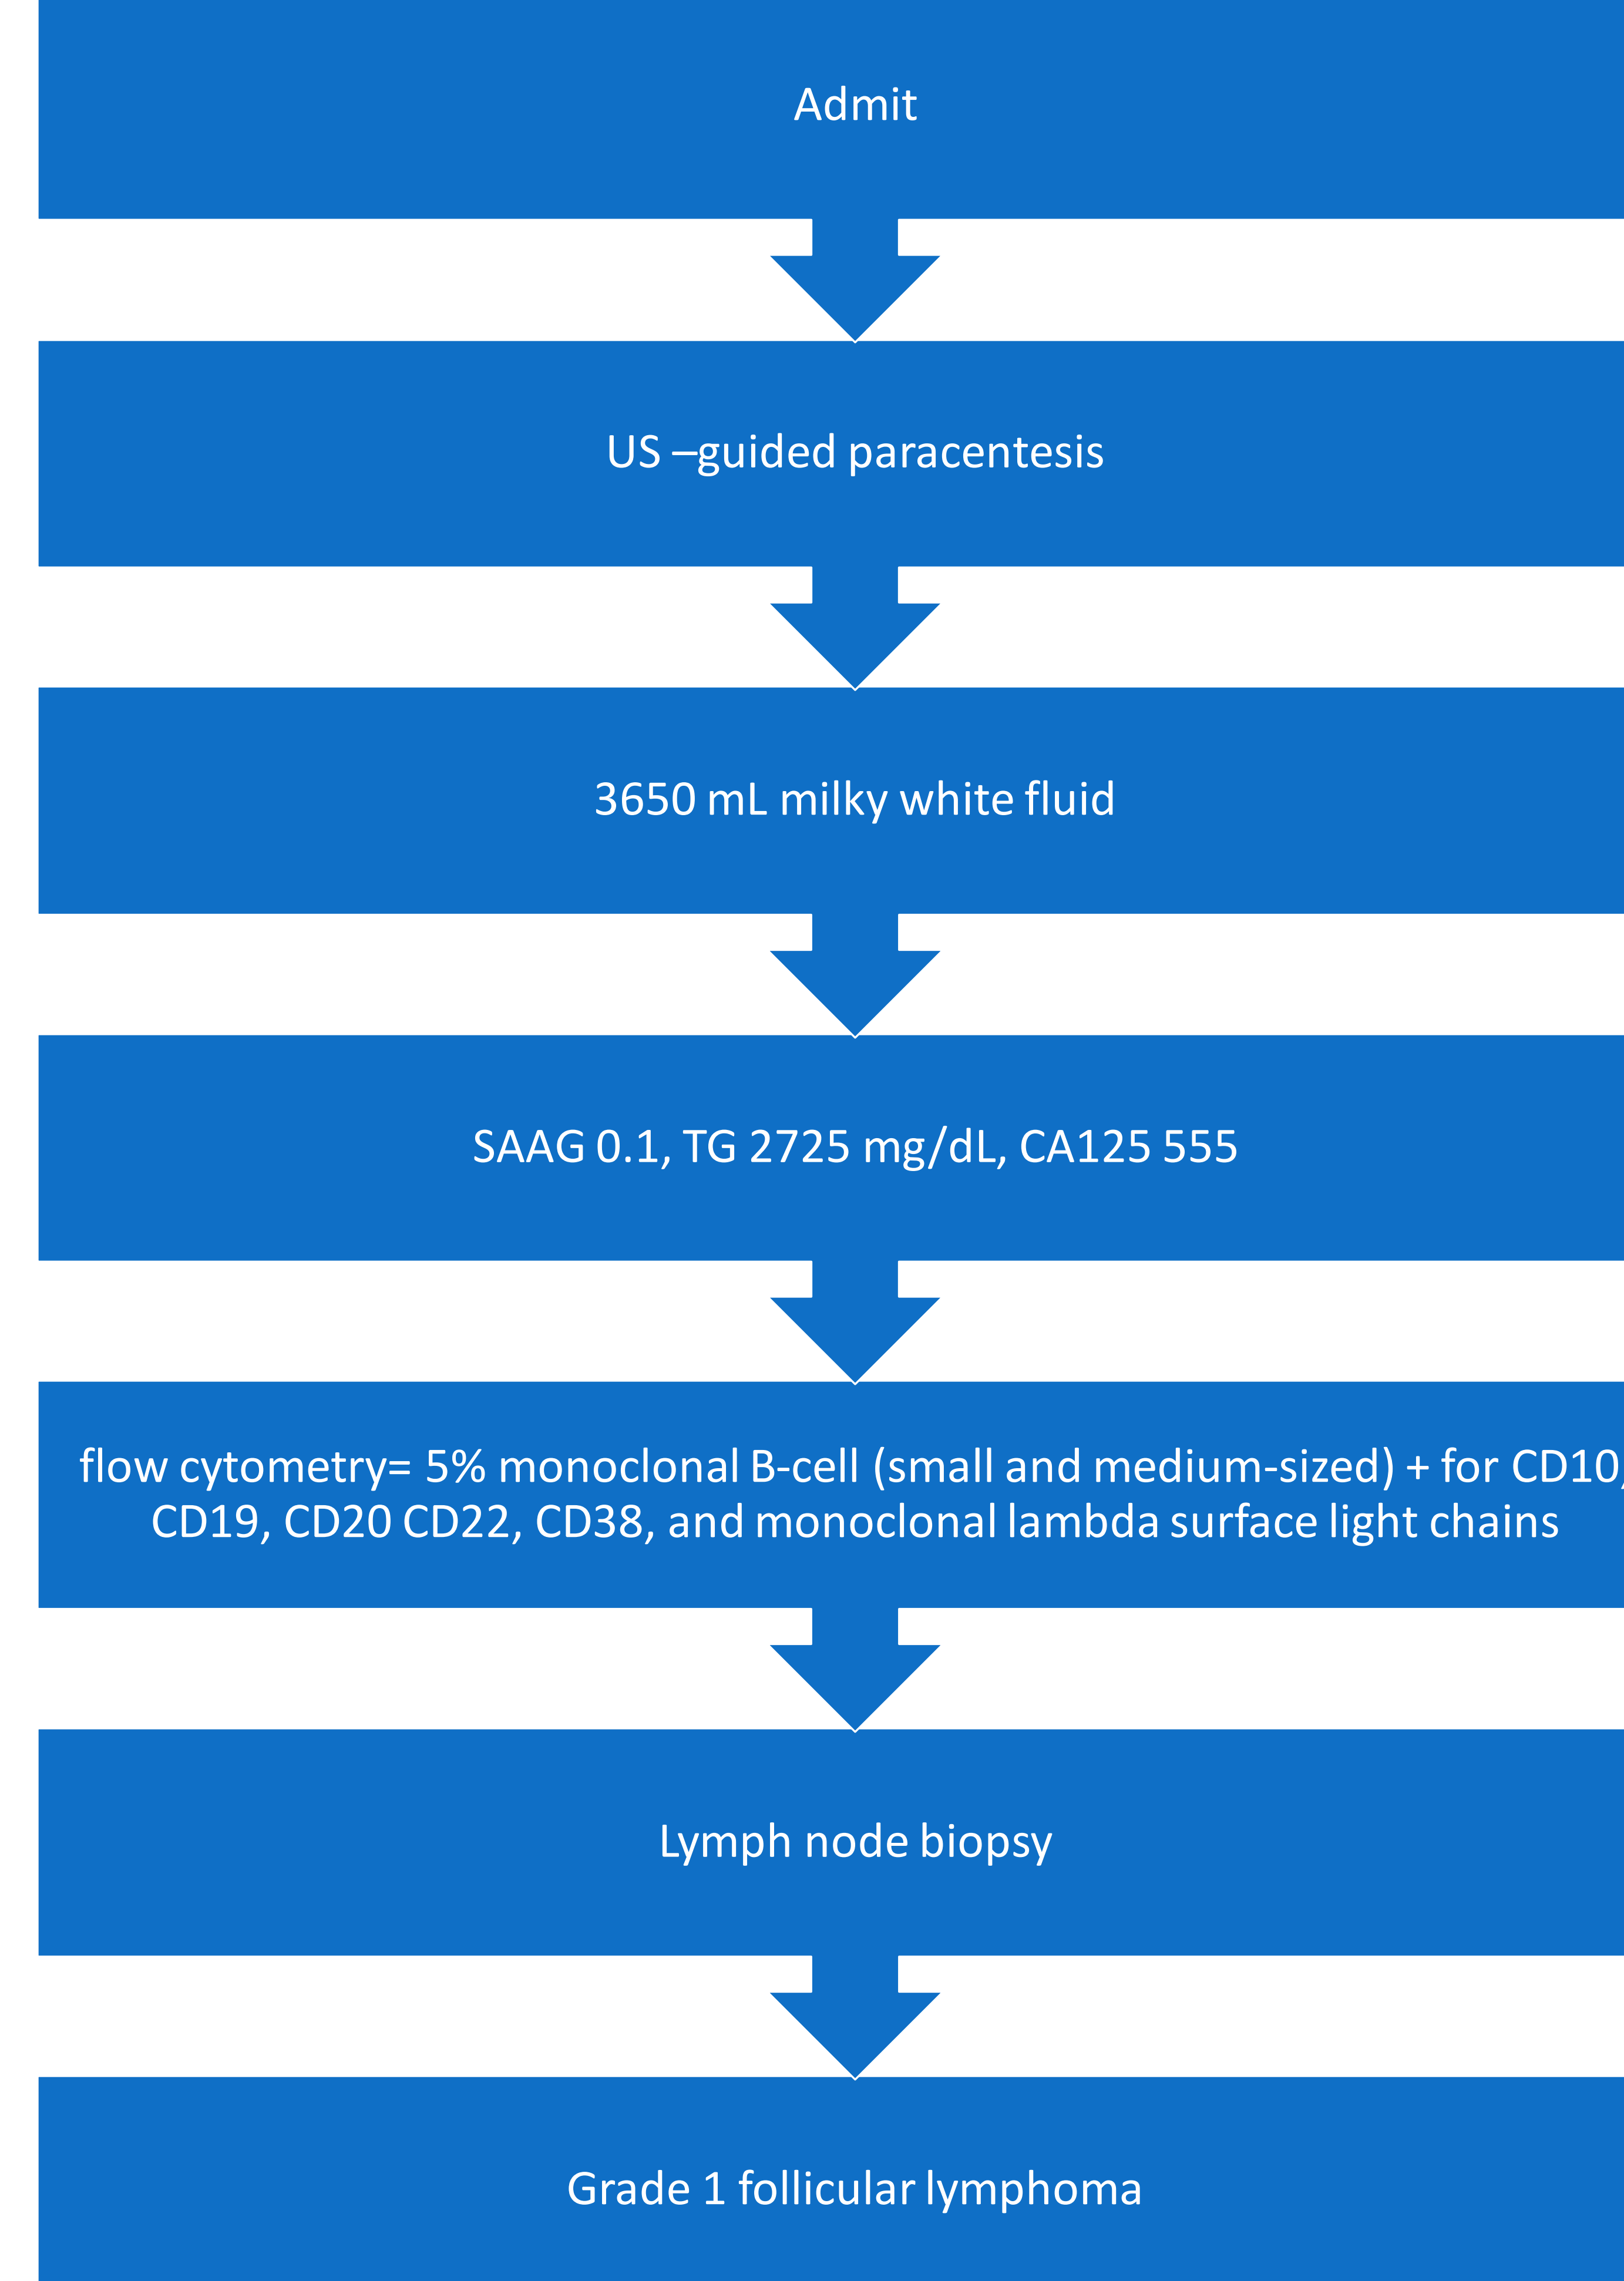 Admit
US –guided paracentesis
3650 mL milky white fluid
SAAG 0.1, TG 2725 mg/dL, CA125 555
flow cytometry= 5% monoclonal B-cell (small and medium-sized) + for CD10,
CD19, CD20 CD22, CD38, and monoclonal lambda surface light chains
Lymph node biopsy
Grade 1 follicular lymphoma